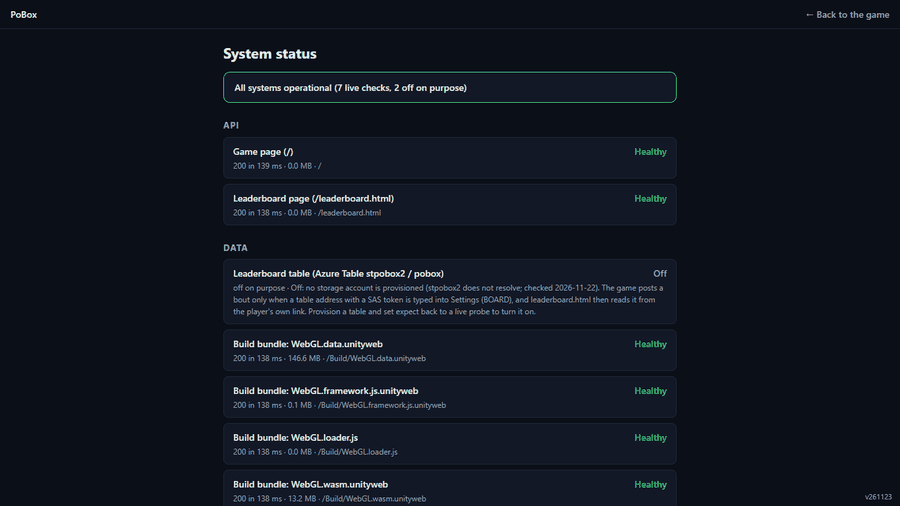 PoBox
← Back to the game
System status
All systems operational (7 live checks, 2 off on purpose)
API
Game page (/)
Healthy
200 in 139 ms · 0.0 MB · /
Leaderboard page (/leaderboard.html)
Healthy
200 in 138 ms · 0.0 MB · /leaderboard.html
DATA
Leaderboard table (Azure Table stpobox2 / pobox)
Off
off on purpose · Off: no storage account is provisioned (stpobox2 does not resolve; checked 2026-11-22). The game posts a
bout only when a table address with a SAS token is typed into Settings (BOARD), and leaderboard.html then reads it from
the player's own link. Provision a table and set expect back to a live probe to turn it on.
Build bundle: WebGL.data.unityweb
Healthy
200 in 138 ms · 146.6 MB · /Build/WebGL.data.unityweb
Build bundle: WebGL.framework.js.unityweb
Healthy
200 in 138 ms · 0.1 MB · /Build/WebGL.framework.js.unityweb
Build bundle: WebGL.loader.js
Healthy
200 in 138 ms · 0.0 MB · /Build/WebGL.loader.js
Build bundle: WebGL.wasm.unityweb
Healthy
200 in 138 ms · 13.2 MB · /Build/WebGL.wasm.unityweb
v261123